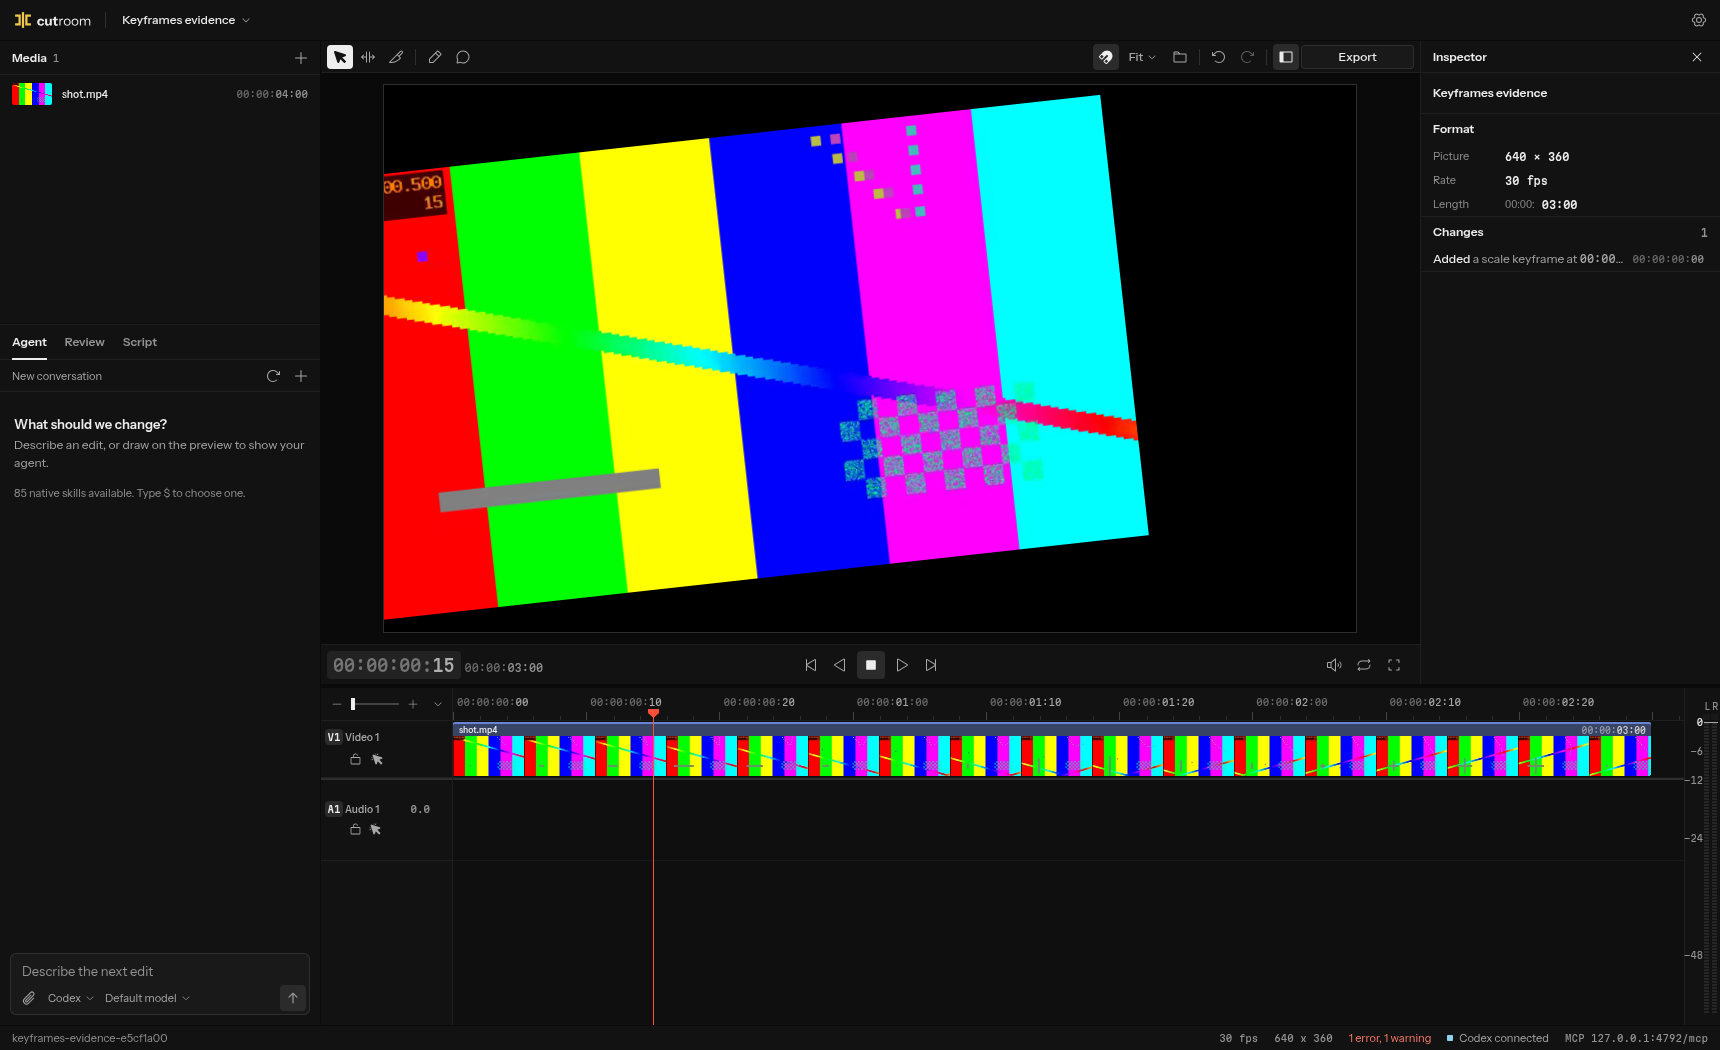 cutroom
Keyframes evidence
Media 1
shot.mp4 00:00:04:00
Agent Review Script
New conversation
What should we change?
Describe an edit, or draw on the preview to show your
agent.
85 native skills available. Type $ to choose one.
Describe the next edit
Codex Default model
Fit
Export
00.500
15
00:00:00:15 00:00:03:00
Inspector
Keyframes evidence
Format
Picture 640 × 360
Rate 30 fps
Length 00:00:03:00
Changes 1
Added a scale keyframe at 00:00... 00:00:00:00
00:00:00:00 00:00:00:10 00:00:00:20 00:00:01:00 00:00:01:10 00:00:01:20 00:00:02:00 00:00:02:10 00:00:02:20
V1 Video 1
shot.mp4 00:00:03:00
A1 Audio 1 0.0
L R
0
-6
-12
-24
-48
keyframes-evidence-e5cf1a00
30 fps 640 x 360 1 error, 1 warning Codex connected MCP 127.0.0.1:4792/mcp